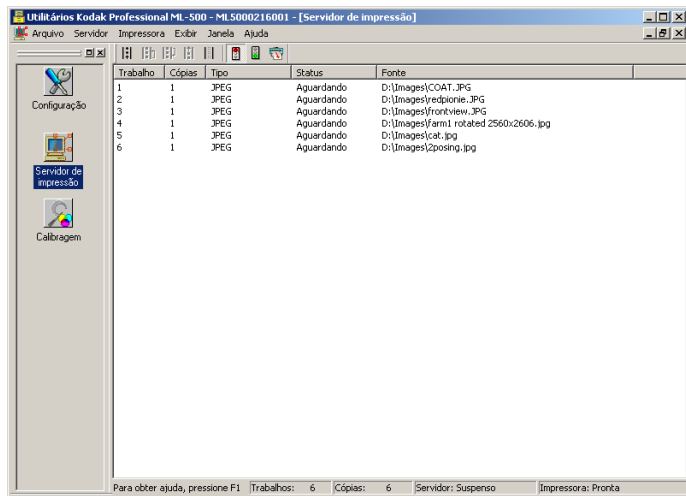 Utilitários Kodak Professional ML-500 - ML5000216001 - [Servidor de impressão]
Arquivo Servidor Impressora Exibir Janela Ajuda
Configuração
Servidor de
impressão
Calibragem
Trabalho Cópias Tipo Status Fonte
1 1 JPEG Aguardando D:\Images\COAT.JPG
2 1 JPEG Aguardando D:\Images\redpionie.JPG
3 1 JPEG Aguardando D:\Images\frontview.JPG
4 1 JPEG Aguardando D:\Images\farm1 rotated 2560x2606.jpg
5 1 JPEG Aguardando D:\Images\cat.jpg
6 1 JPEG Aguardando D:\Images\2posing.jpg
Para obter ajuda, pressione F1 Trabalhos: 6 Cópias: 6 Servidor: Suspenso Impressora: Pronta